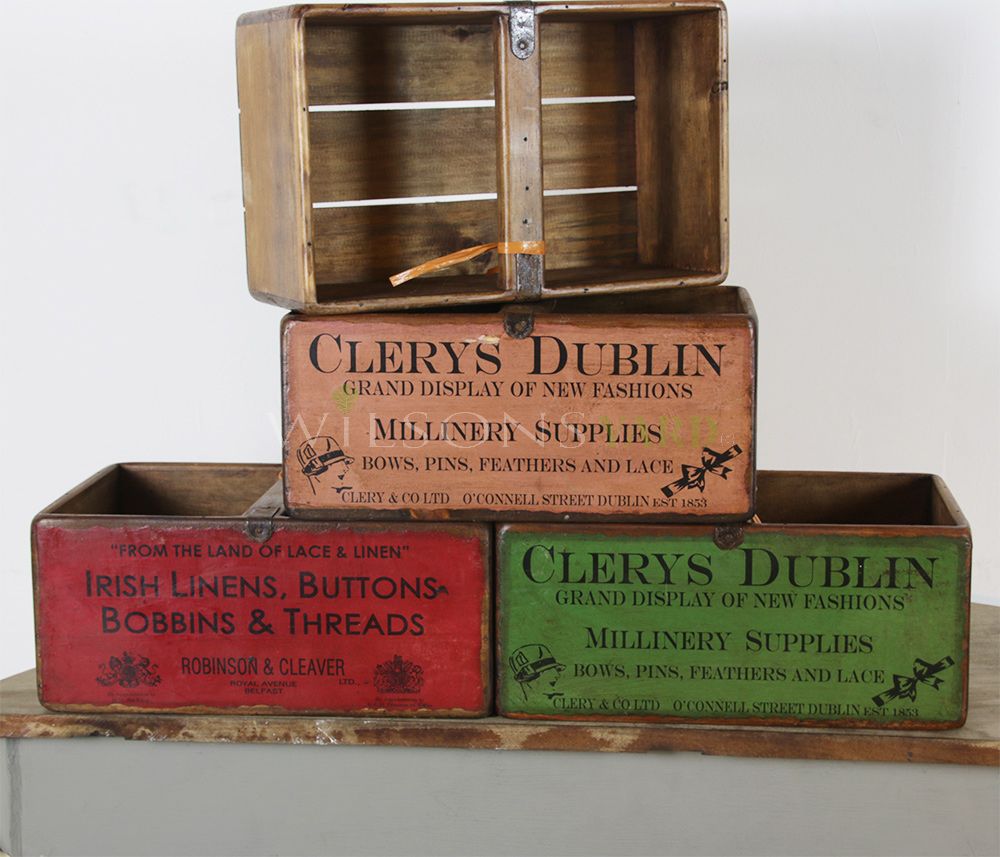 CLERYS DUBLIN
GRAND DISPLAY OF NEW FASHIONS
WILSONSYARD
MILLINERY SUPPLIES
BOWS, PINS, FEATHERS AND LACE
CLERY & CO LTD O'CONNELL STREET DUBLIN EST 1853
"FROM THE LAND OF LACE & LINEN"
IRISH LINENS, BUTTONS
BOBBINS & THREADS
ROBINSON & CLEAVER LTD.,
ROYAL AVENUE
BELFAST
CLERYS DUBLIN
GRAND DISPLAY OF NEW FASHIONS
MILLINERY SUPPLIES
BOWS, PINS, FEATHERS AND LACE
CLERY & CO LTD O'CONNELL STREET DUBLIN EST 1853